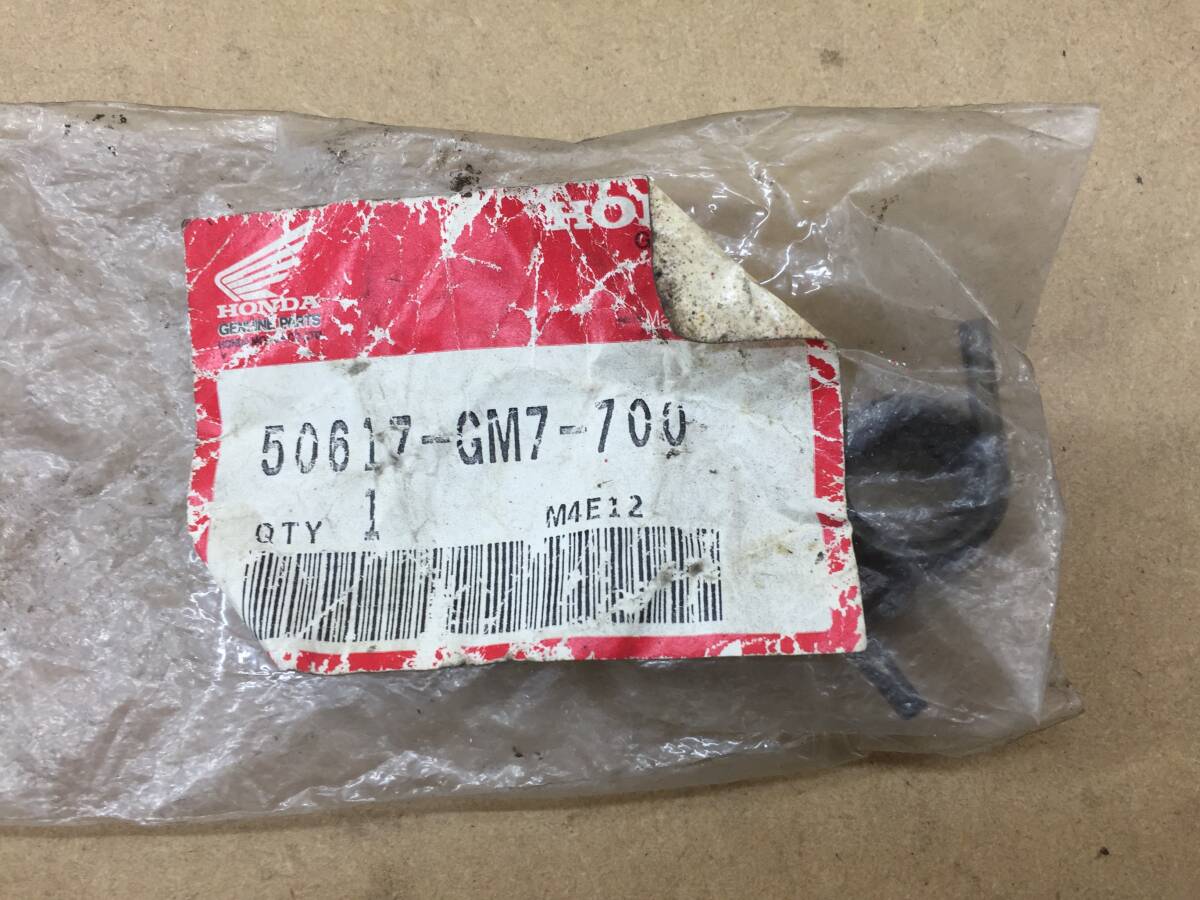 HO
HONDA
GENUINE PARTS
50617-GM7-700
QTY 1
M4E12